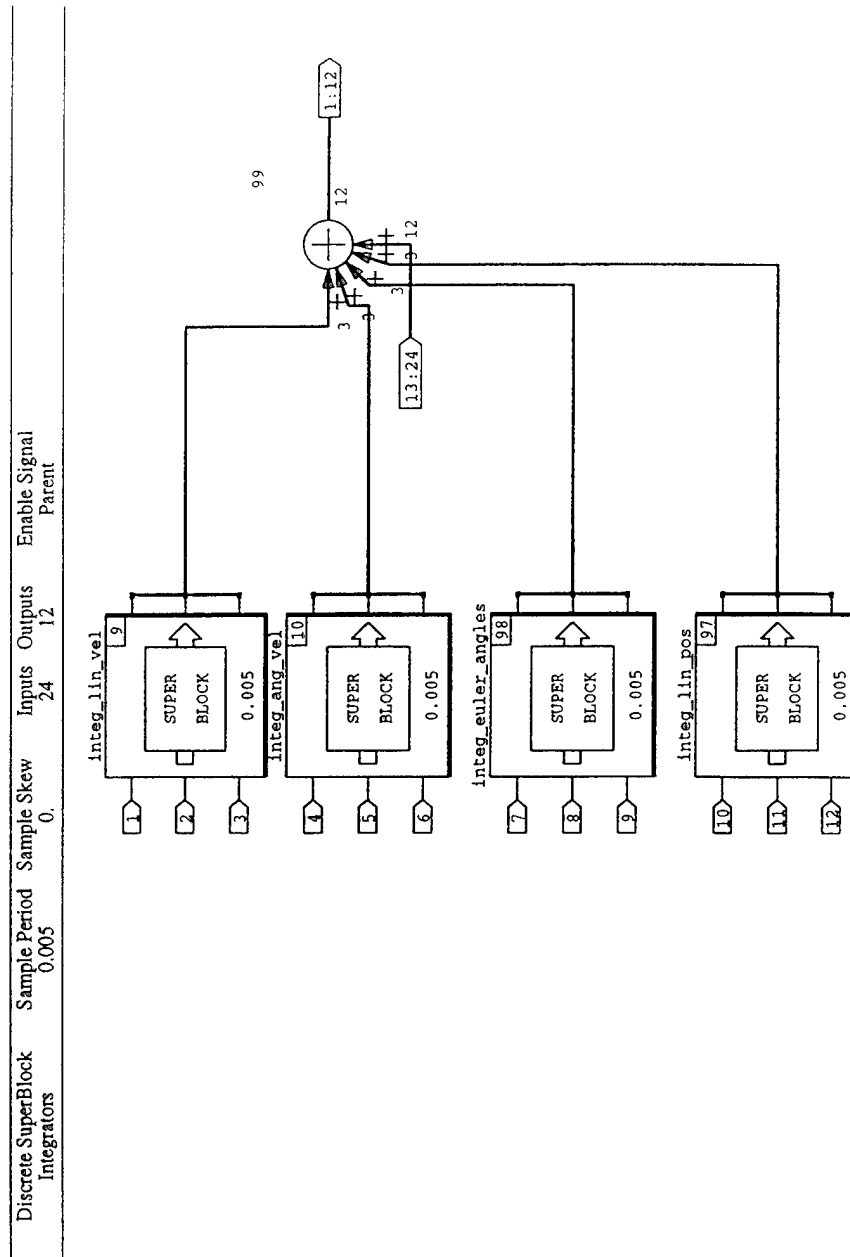 Discrete SuperBlock Sample Period Sample Skew Inputs Outputs Enable Signal
Integrators 0.005 0. 24 12 Parent
integ_lin_vel
9
1
2
3
SUPER
BLOCK
0.005
integ_ang_vel
10
4
5
6
SUPER
BLOCK
0.005
integ_euler_angles
98
7
8
9
SUPER
BLOCK
0.005
integ_lin_pos
97
10
11
12
SUPER
BLOCK
0.005
13:24
3
3
3
3
12
99
12
1:12